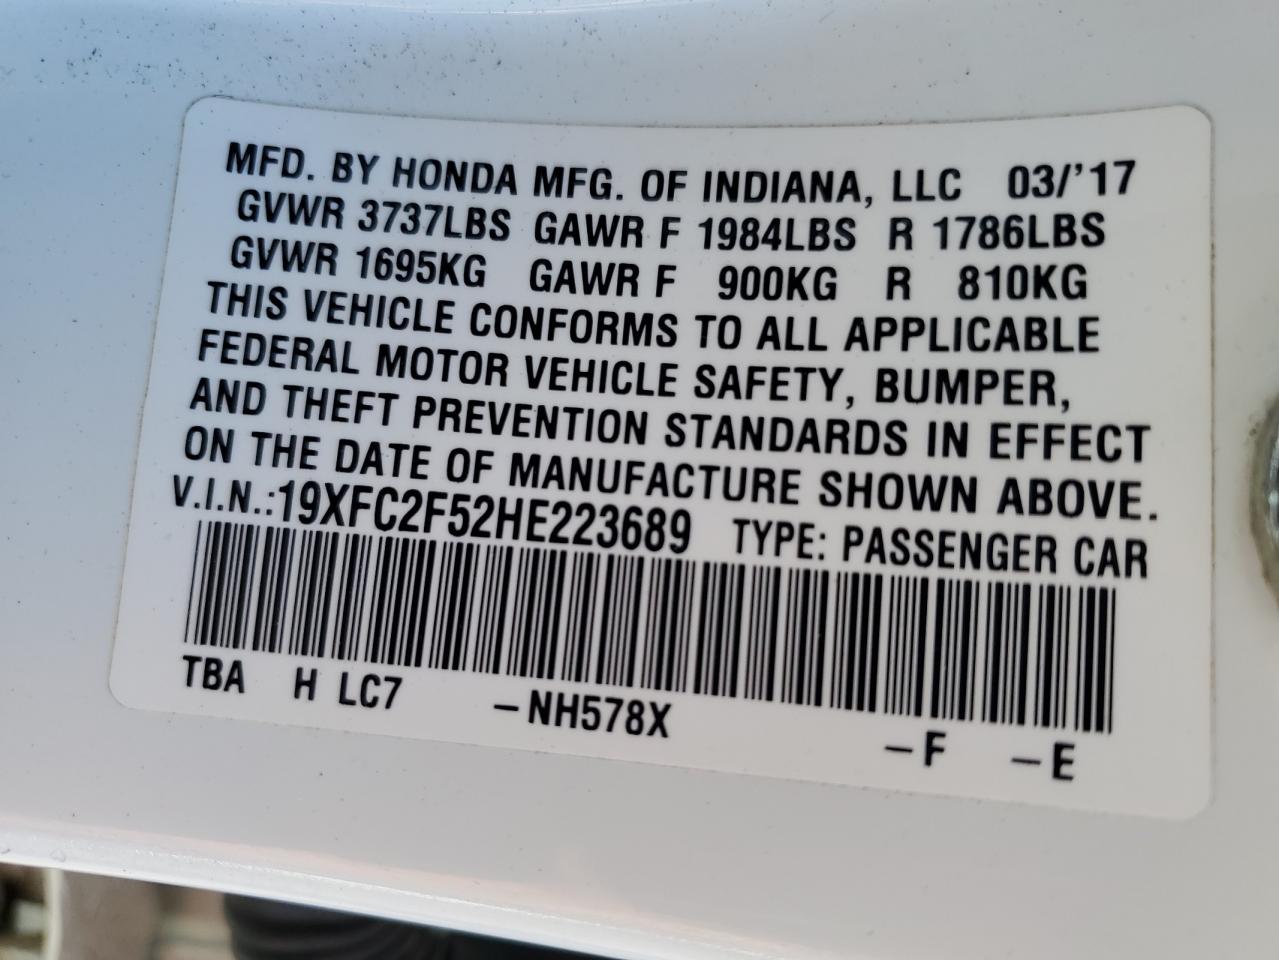 MFD. BY HONDA MFG. OF INDIANA, LLC 03/'17
GVWR 3737LBS GAWR F 1984LBS R 1786LBS
GVWR 1695KG GAWR F 900KG R 810KG
THIS VEHICLE CONFORMS TO ALL APPLICABLE
FEDERAL MOTOR VEHICLE SAFETY, BUMPER,
AND THEFT PREVENTION STANDARDS IN EFFECT
ON THE DATE OF MANUFACTURE SHOWN ABOVE.
V.I.N.:19XFC2F52HE223689 TYPE: PASSENGER CAR
TBA H LC7 –NH578X –F –E